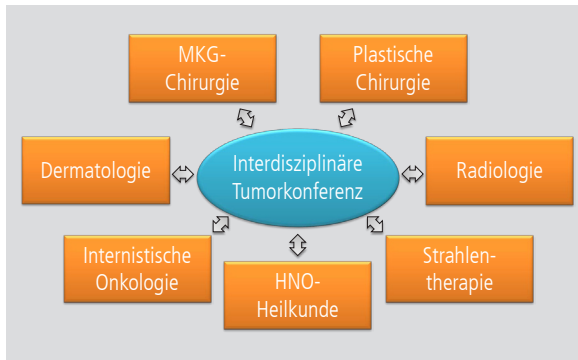 MKG-
Chirurgie
Plastische
Chirurgie
Dermatologie
Interdisziplinäre
Tumorkonferenz
Radiologie
Internistische
Onkologie
HNO-
Heilkunde
Strahlen-
therapie